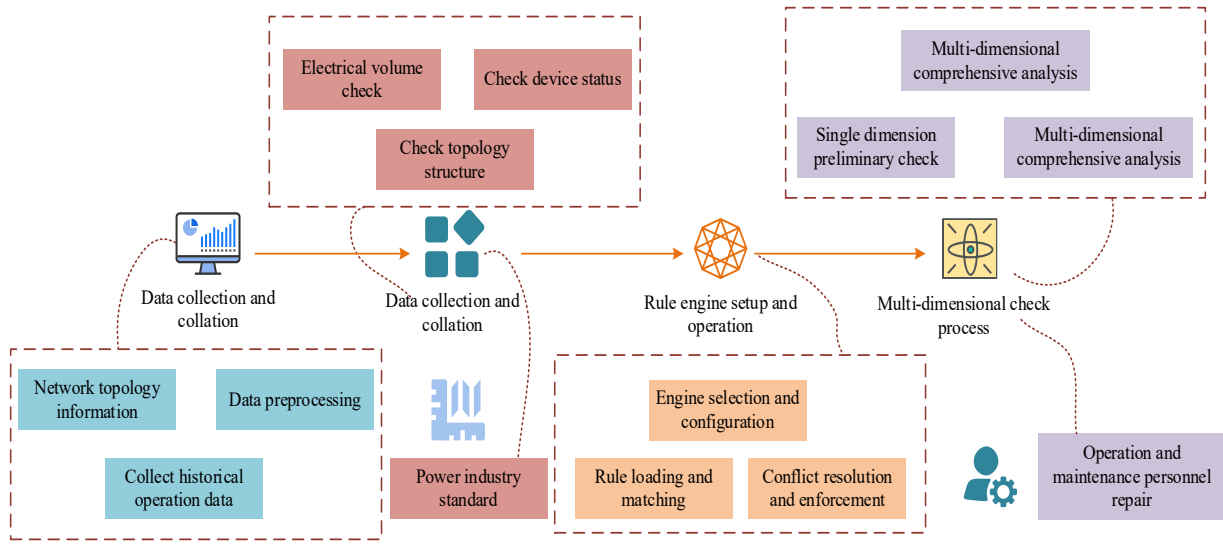 Electrical volume
check
Check device status
Check topology
structure
Multi-dimensional
comprehensive analysis
Single dimension
preliminary check
Multi-dimensional
comprehensive analysis
Data collection and
collation
Data collection and
collation
Rule engine setup and
operation
Multi-dimensional check
process
Network topology
information
Data preprocessing
Collect historical
operation data
Power industry
standard
Engine selection and
configuration
Rule loading and
matching
Conflict resolution
and enforcement
Operation and
maintenance personnel
repair